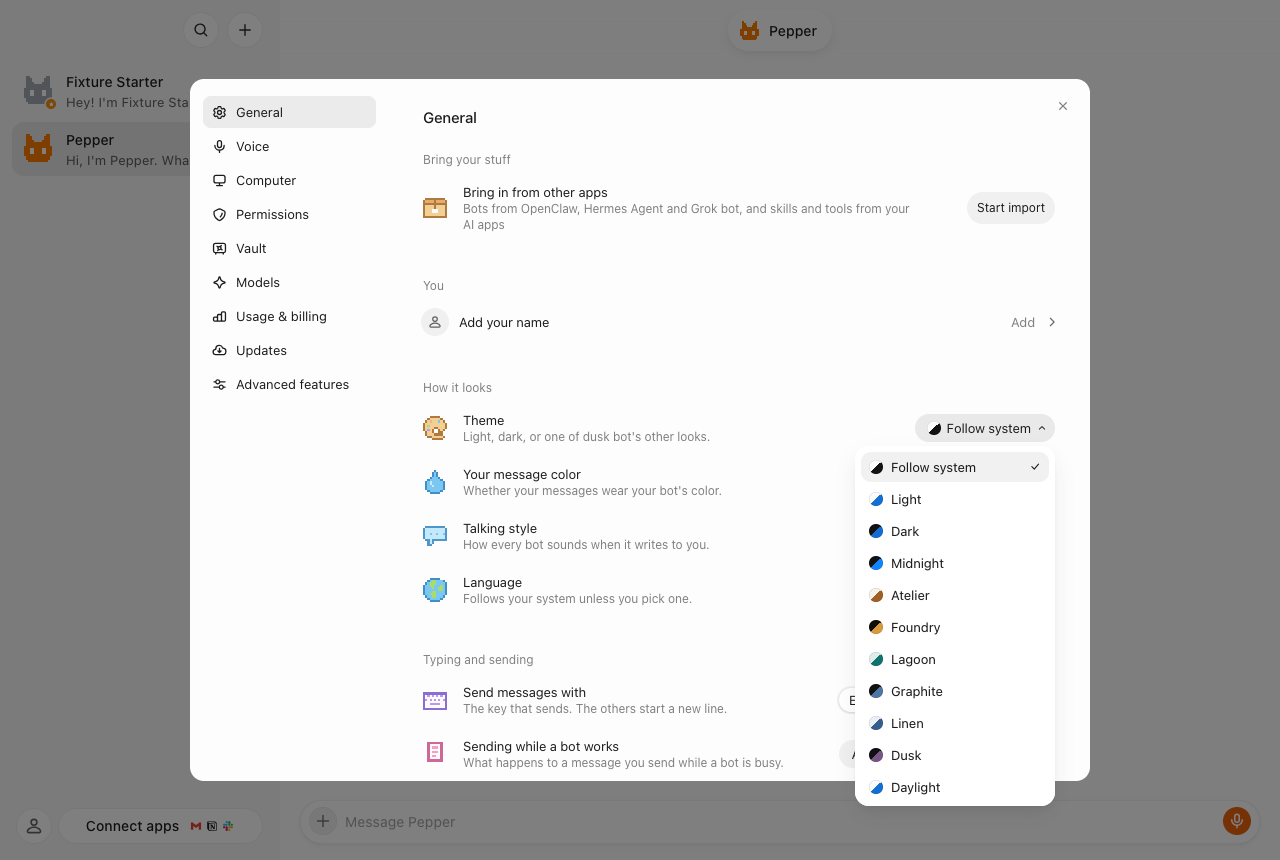 Pepper
Fixture Starter
Hey! I'm Fixture Sta
Pepper
Hi, I'm Pepper. Wha
General
Voice
Computer
Permissions
Vault
Models
Usage & billing
Updates
Advanced features
General
Bring your stuff
Bring in from other apps
Bots from OpenClaw, Hermes Agent and Grok bot, and skills and tools from your
AI apps
Start import
You
Add your name
Add
How it looks
Theme
Light, dark, or one of dusk bot's other looks.
Follow system
Your message color
Whether your messages wear your bot's color.
Talking style
How every bot sounds when it writes to you.
Language
Follows your system unless you pick one.
Follow system
Light
Dark
Midnight
Atelier
Foundry
Lagoon
Graphite
Linen
Dusk
Daylight
Typing and sending
Send messages with
The key that sends. The others start a new line.
Sending while a bot works
What happens to a message you send while a bot is busy.
Connect apps
Message Pepper